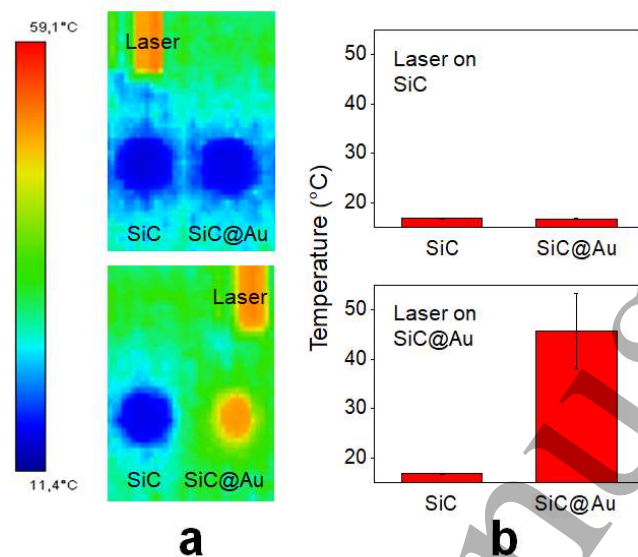 59,1°C
11,4°C
Laser
SiC SiC@Au
Laser
SiC SiC@Au
a
Temperature (°C)
Laser on
SiC
50
40
30
20
SiC SiC@Au
Laser on
SiC@Au
50
40
30
20
SiC SiC@Au
b